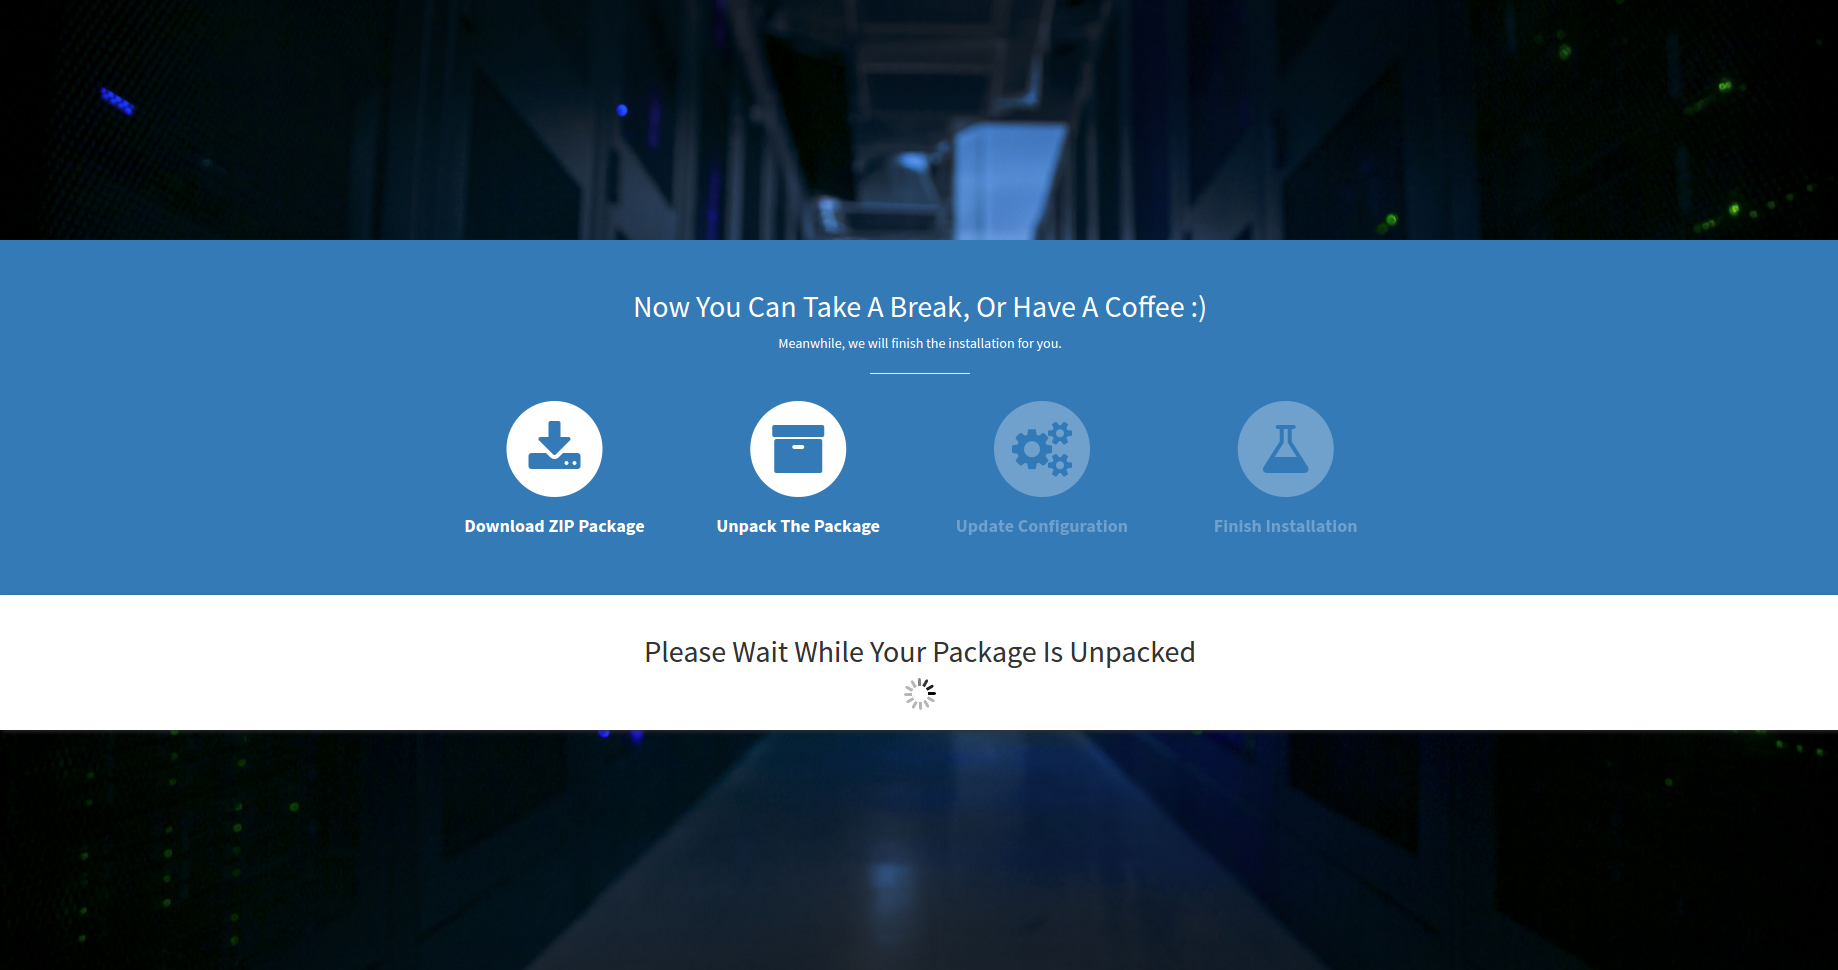 Now You Can Take A Break, Or Have A Coffee :)
Meanwhile, we will finish the installation for you.
Download ZIP Package
Unpack The Package
Update Configuration
Finish Installation
Please Wait While Your Package Is Unpacked